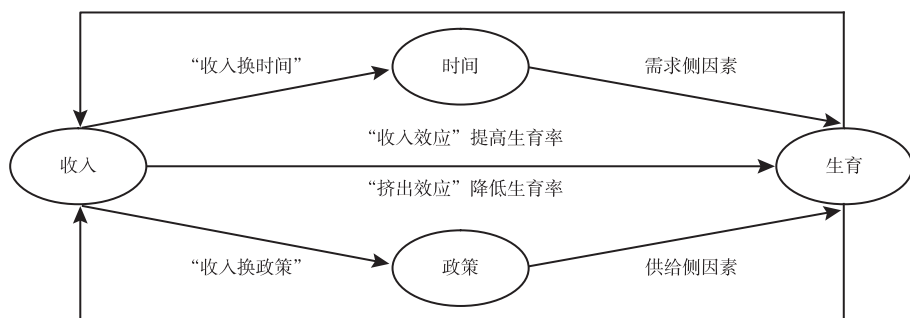 “收入换时间”
时间
需求侧因素
“收入效应”提高生育率
收入
生育
“挤出效应”降低生育率
“收入换政策”
政策
供给侧因素